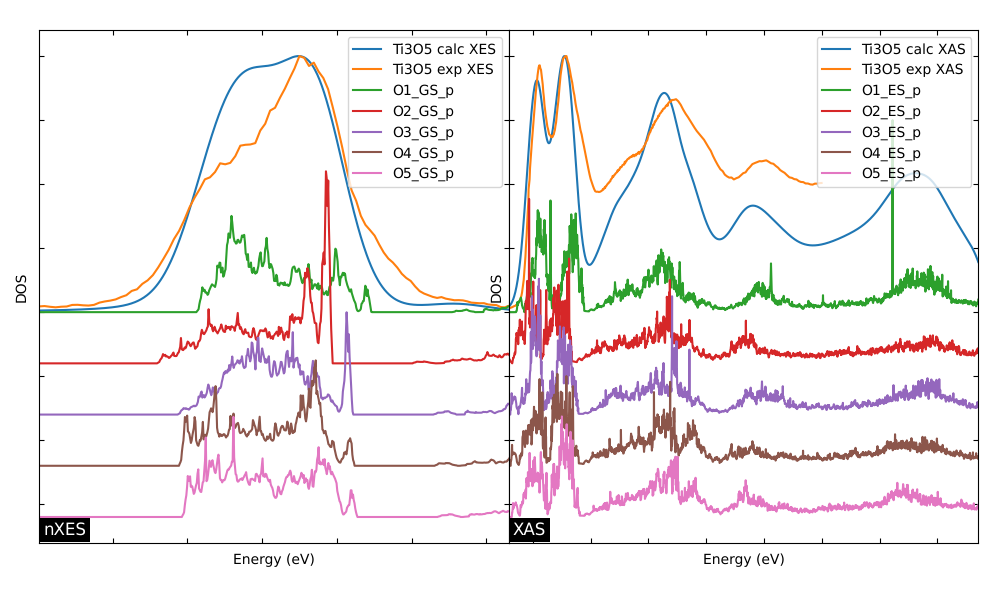 Ti3O5 calc XES
Ti3O5 exp XES
O1_GS_p
O2_GS_p
O3_GS_p
O4_GS_p
O5_GS_p
DOS
nXES
Energy (eV)
Ti3O5 calc XAS
Ti3O5 exp XAS
O1_ES_p
O2_ES_p
O3_ES_p
O4_ES_p
O5_ES_p
DOS
XAS
Energy (eV)